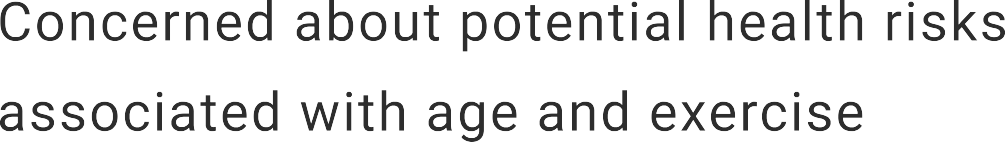 Concerned about potential health risks
associated with age and exercise